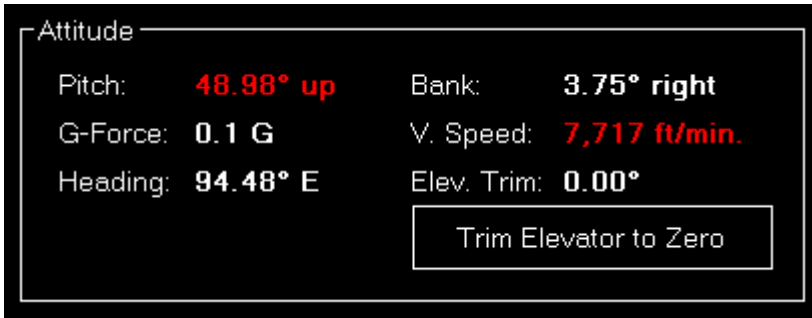 Attitude
Pitch: 48.98° up Bank: 3.75° right
G-Force: 0.1 G V. Speed: 7,717 ft/min.
Heading: 94.48° E Elev. Trim: 0.00°
Trim Elevator to Zero